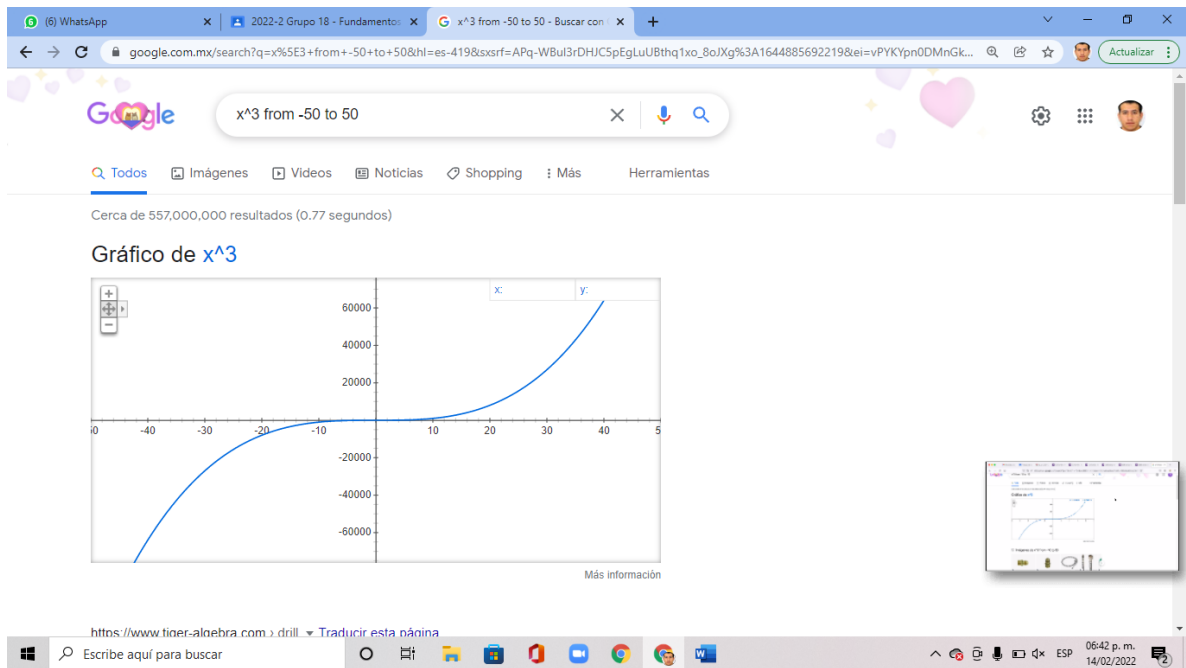 (6) WhatsApp
2022-2 Grupo 18 - Fundamentos
x^3 from -50 to 50 - Buscar con
google.com.mx/search?q=x%5E3+from+-50+to+50&hl=es-419&sxsrf=APq-WBuI3rDHJC5pEgLuUBthq1xo_8oJXg%3A1644885692219&ei=vPYKYpn0DMnGk...
Actualizar
Google
x^3 from -50 to 50
Todos Imágenes Videos Noticias Shopping Más Herramientas
Cerca de 557,000,000 resultados (0.77 segundos)
Gráfico de x^3
x: y:
60000
40000
20000
-40 -30 -20 -10 10 20 30 40 5
-20000
-40000
-60000
Más información
https://www.tiger-algebra.com › drill Traducir esta página
Escribe aquí para buscar
ESP
06:42 p. m.
14/02/2022
2